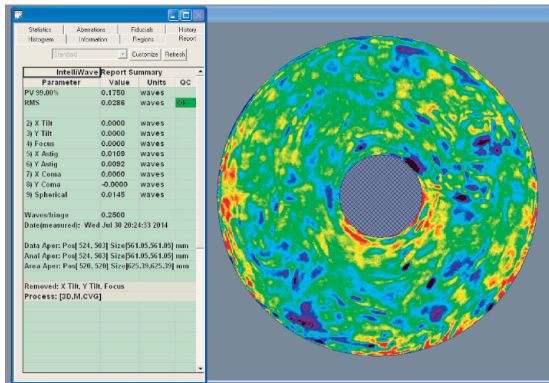 Statistics Aberrations Fiducials History
Histogram Information Regions Report
Standard Customize Refresh
IntelliWave Report Summary
Parameter Value Units QC
PV 99.00% 0.1750 waves
RMS 0.0286 waves OK
2) X Tilt 0.0000 waves
3) Y Tilt 0.0000 waves
4) Focus 0.0000 waves
5) X Astig 0.0109 waves
6) Y Astig 0.0092 waves
7) X Coma 0.0000 waves
8) Y Coma -0.0000 waves
9) Spherical 0.0145 waves
Waves/fringe 0.2500
Date(measured): Wed Jul 30 20:24:33 2014
Data Aper: Pos[ 524, 503] Size[561.05,561.05] mm
Anal Aper: Pos[ 524, 503] Size[561.05,561.05] mm
Area Aper: Pos[ 520, 520] Size[625.39,625.39] mm
Removed: X Tilt, Y Tilt, Focus
Process: [3D,M,CVG]